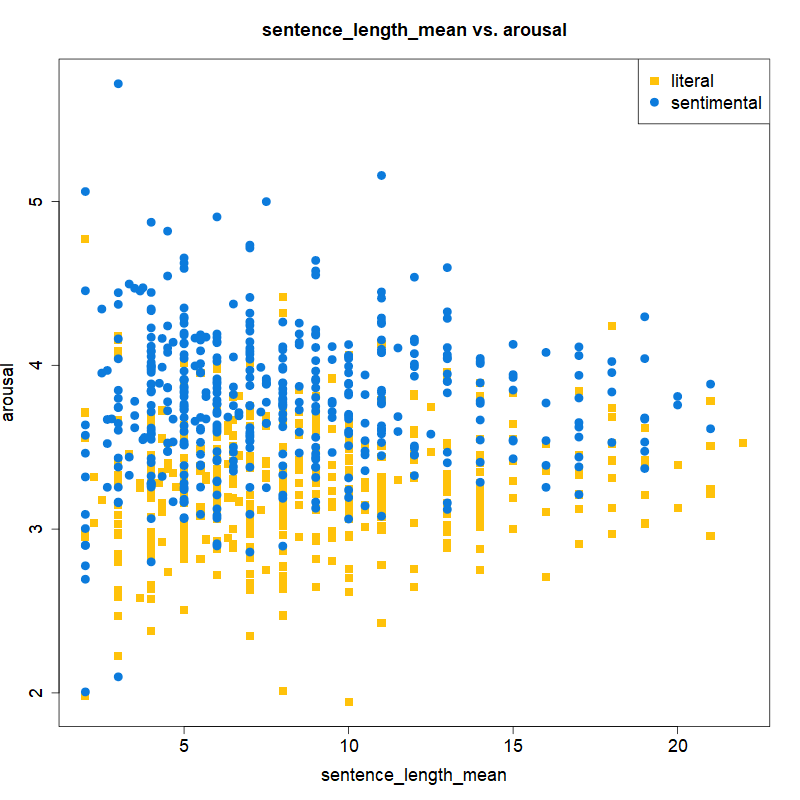 sentence_length_mean vs. arousal
literal
sentimental
5
4
3
2
arousal
5 10 15 20
sentence_length_mean